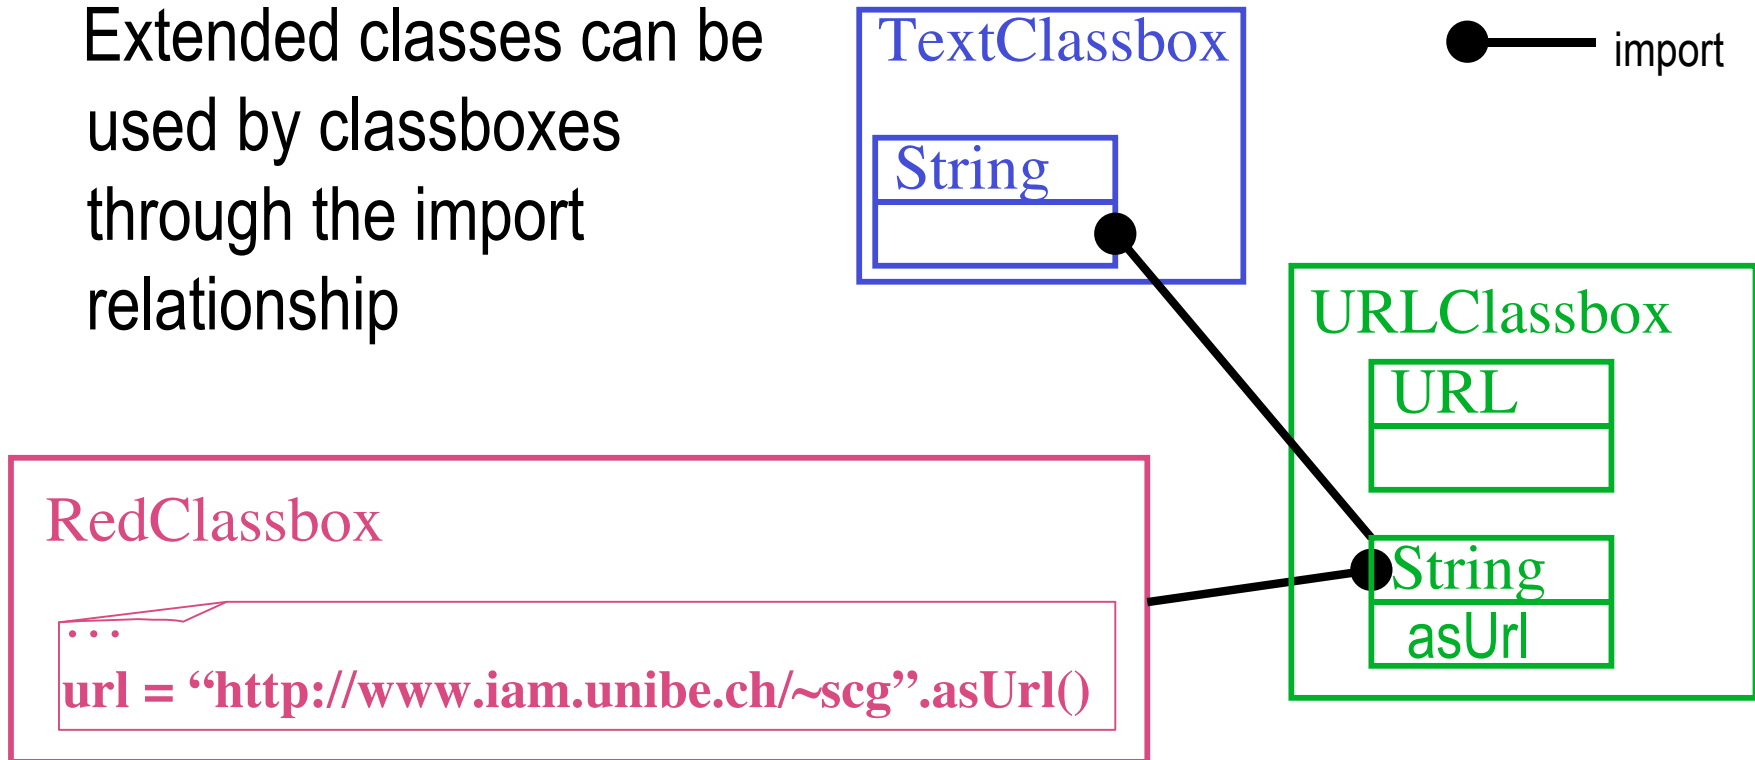 Extended classes can be
used by classboxes
through the import
relationship
TextClassbox
String
import
URLClassbox
URL
String
asUrl
RedClassbox
. . .
url = “http://www.iam.unibe.ch/~scg”.asUrl()